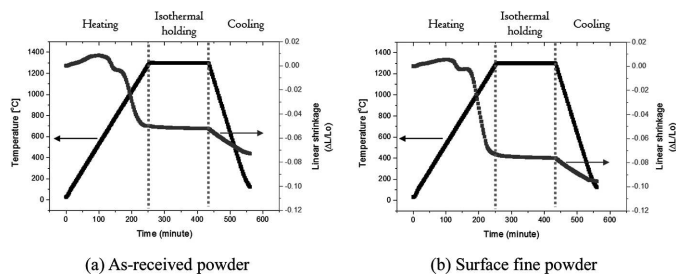 Heating
Isothermal
holding
Cooling
1400
1200
1000
800
600
400
200
0
Temperature [°C]
0.02
0.00
-0.02
-0.04
-0.06
-0.08
-0.10
-0.12
Linear shrinkage
(ΔL/Lo)
0 100 200 300 400 500 600
Time (minute)
(a) As-received powder
Heating
Isothermal
holding
Cooling
1400
1200
1000
800
600
400
200
0
Temperature [°C]
0.02
0.00
-0.02
-0.04
-0.06
-0.08
-0.10
-0.12
Linear shrinkage
(ΔL/Lo)
0 100 200 300 400 500 600
Time (minute)
(b) Surface fine powder